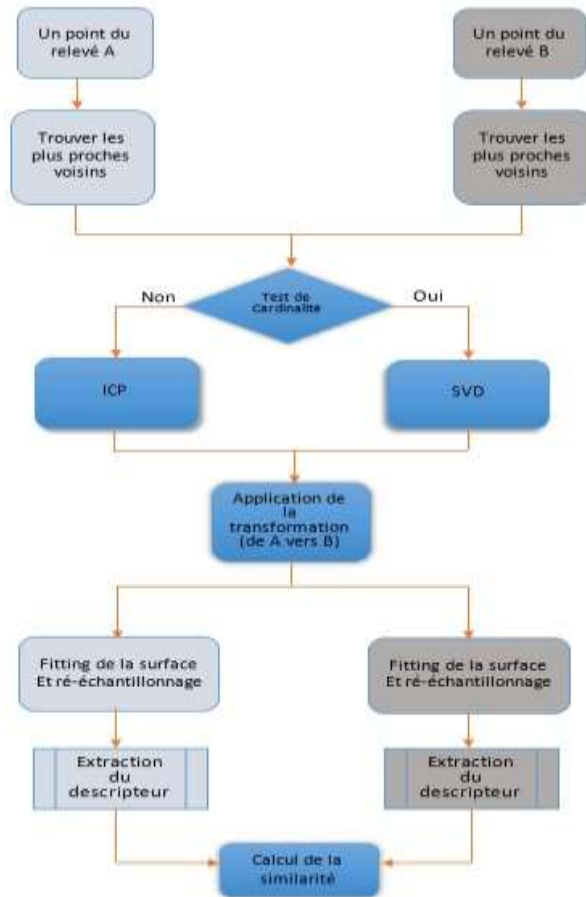 Un point du
relevé A
Un point du
relevé B
Trouver les
plus proches
voisins
Trouver les
plus proches
voisins
Test de
Cardinalité
Non
Oui
ICP
SVD
Application de
la
transformation
(de A vers B)
Fitting de la surface
Et ré-échantillonnage
Fitting de la surface
Et ré-échantillonnage
Extraction
du
descripteur
Extraction
du
descripteur
Calcul de la
similarité